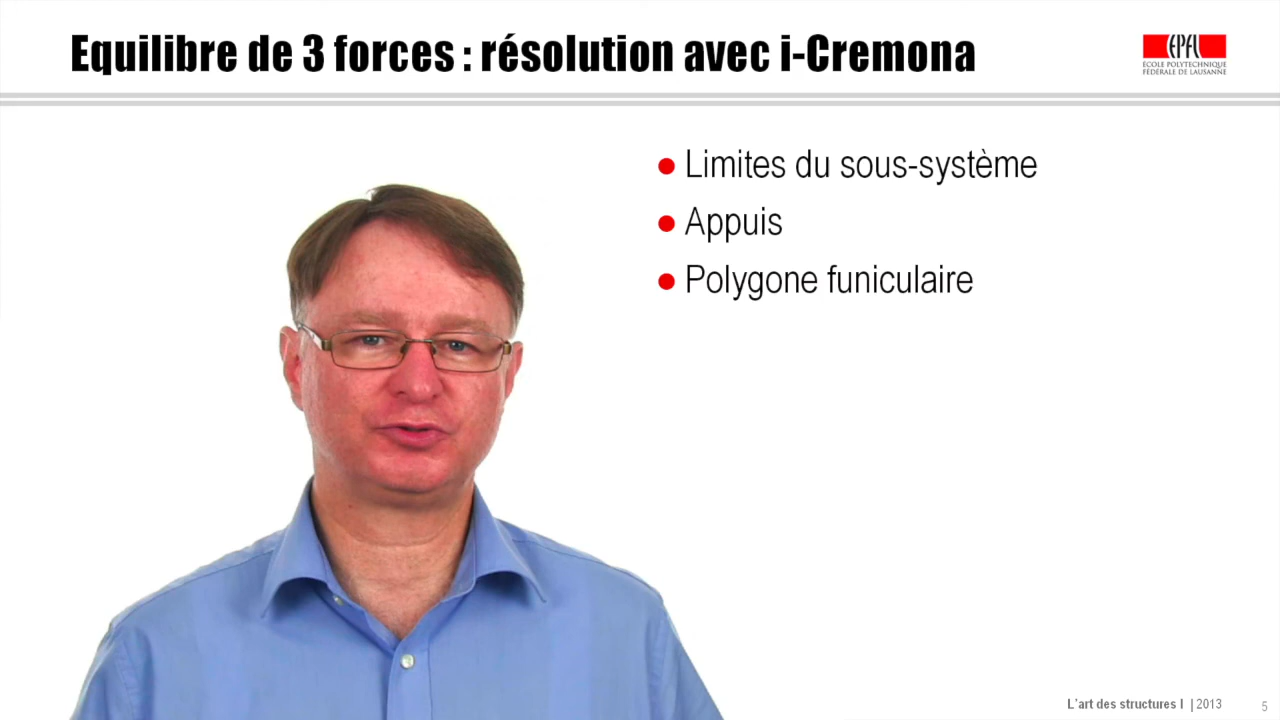 Equilibre de 3 forces : résolution avec i-Cremona
EPFL
ÉCOLE POLYTECHNIQUE
FÉDÉRALE DE LAUSANNE
● Limites du sous-système
● Appuis
● Polygone funiculaire
L'art des structures I | 2013
5